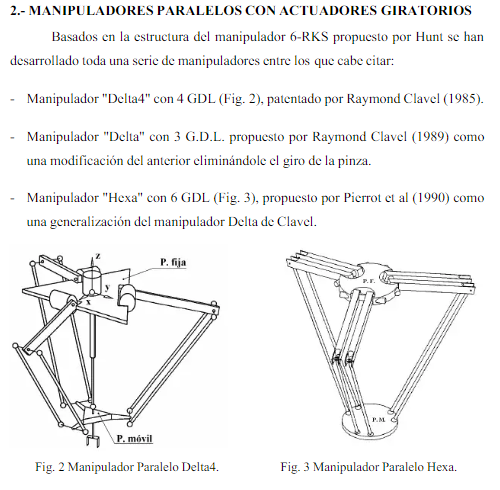 2.- MANIPULADORES PARALELOS CON ACTUADORES GIRATORIOS
Basados en la estructura del manipulador 6-RKS propuesto por Hunt se han
desarrollado toda una serie de manipuladores entre los que cabe citar:
- Manipulador "Delta4" con 4 GDL (Fig. 2), patentado por Raymond Clavel (1985).
- Manipulador "Delta" con 3 G.D.L. propuesto por Raymond Clavel (1989) como
una modificación del anterior eliminándole el giro de la pinza.
- Manipulador "Hexa" con 6 GDL (Fig. 3), propuesto por Pierrot et al (1990) como
una generalización del manipulador Delta de Clavel.
z
P. fija
y
x
P. móvil
P. F.
P.M.
Fig. 2 Manipulador Paralelo Delta4.
Fig. 3 Manipulador Paralelo Hexa.